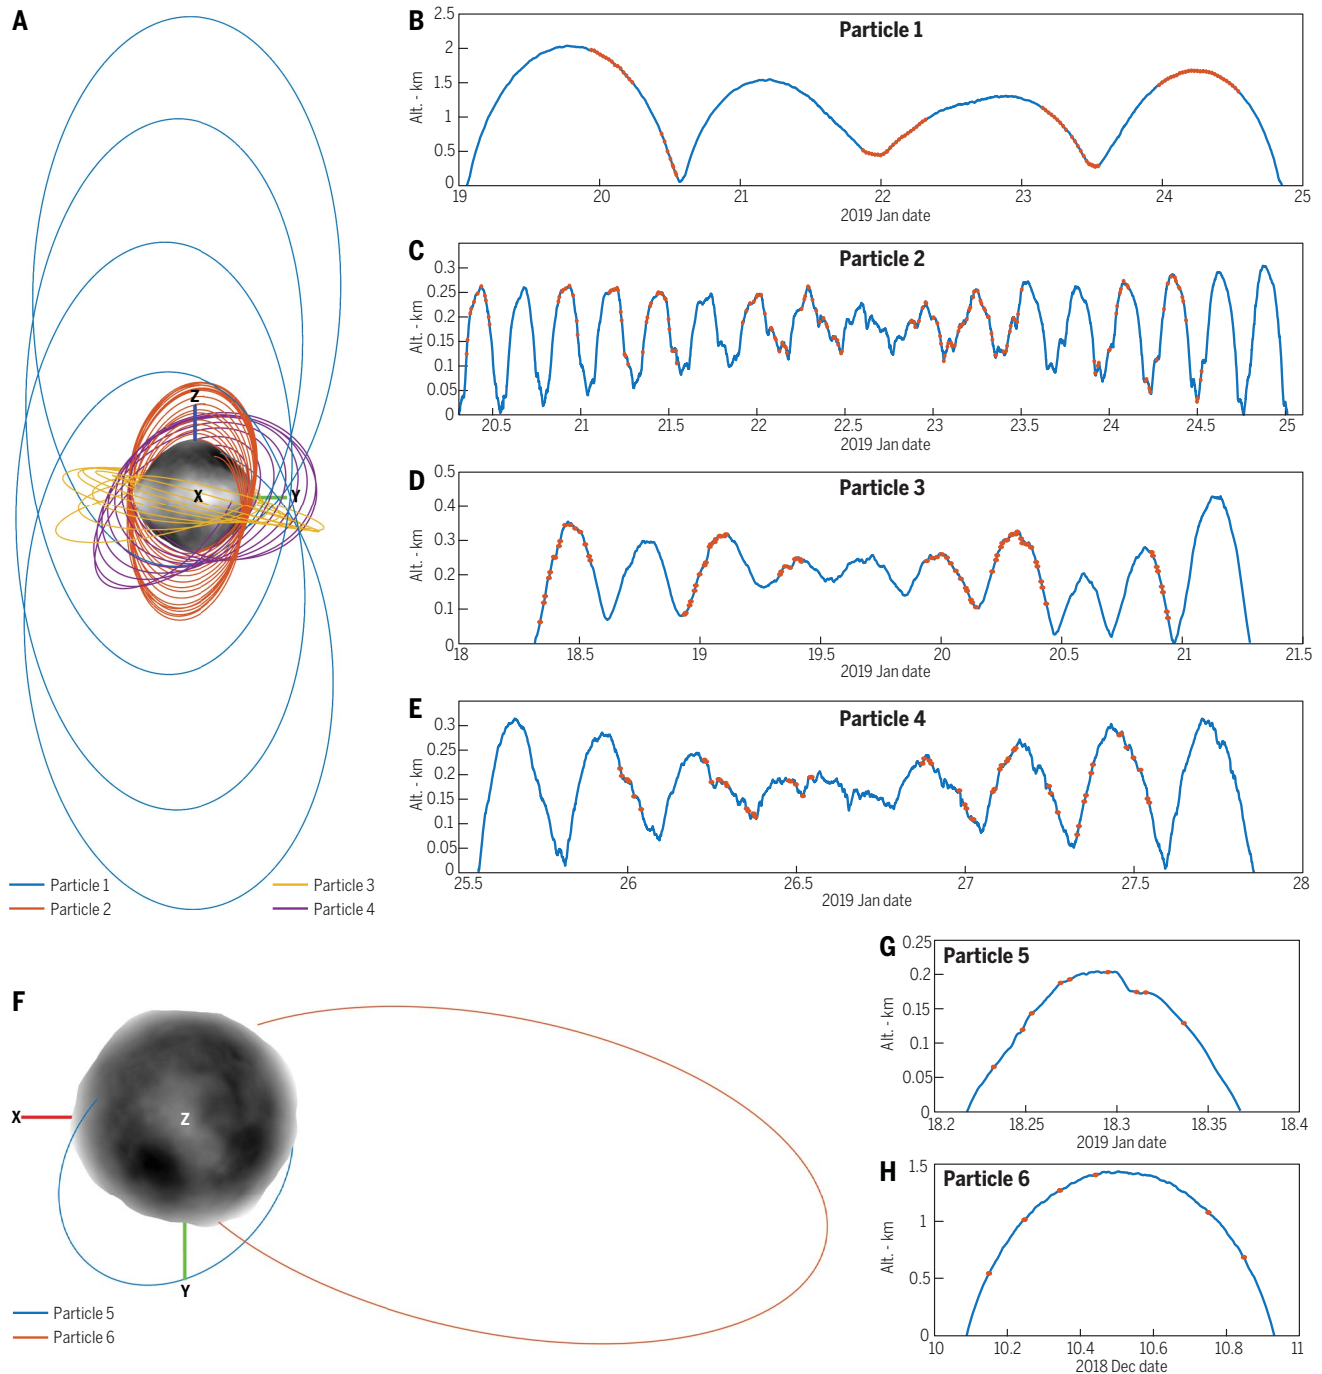 A
Z
X
Y
Particle 1
Particle 2
Particle 3
Particle 4
B
Particle 1
Alt. - km
2.5
2
1.5
1
0.5
0
19 20 21 22 23 24 25
2019 Jan date
C
Particle 2
Alt. - km
0.3
0.25
0.2
0.15
0.1
0.05
0
20.5 21 21.5 22 22.5 23 23.5 24 24.5 25
2019 Jan date
D
Particle 3
Alt. - km
0.5
0.4
0.3
0.2
0.1
0
18 18.5 19 19.5 20 20.5 21 21.5
2019 Jan date
E
Particle 4
Alt. - km
0.3
0.25
0.2
0.15
0.1
0.05
0
25.5 26 26.5 27 27.5 28
2019 Jan date
F
X
Z
Y
Particle 5
Particle 6
G
Particle 5
Alt. - km
0.25
0.2
0.15
0.1
0.05
0
18.2 18.25 18.3 18.35 18.4
2019 Jan date
H
Particle 6
Alt. - km
1.5
1
0.5
0
10 10.2 10.4 10.6 10.8 11
2018 Dec date